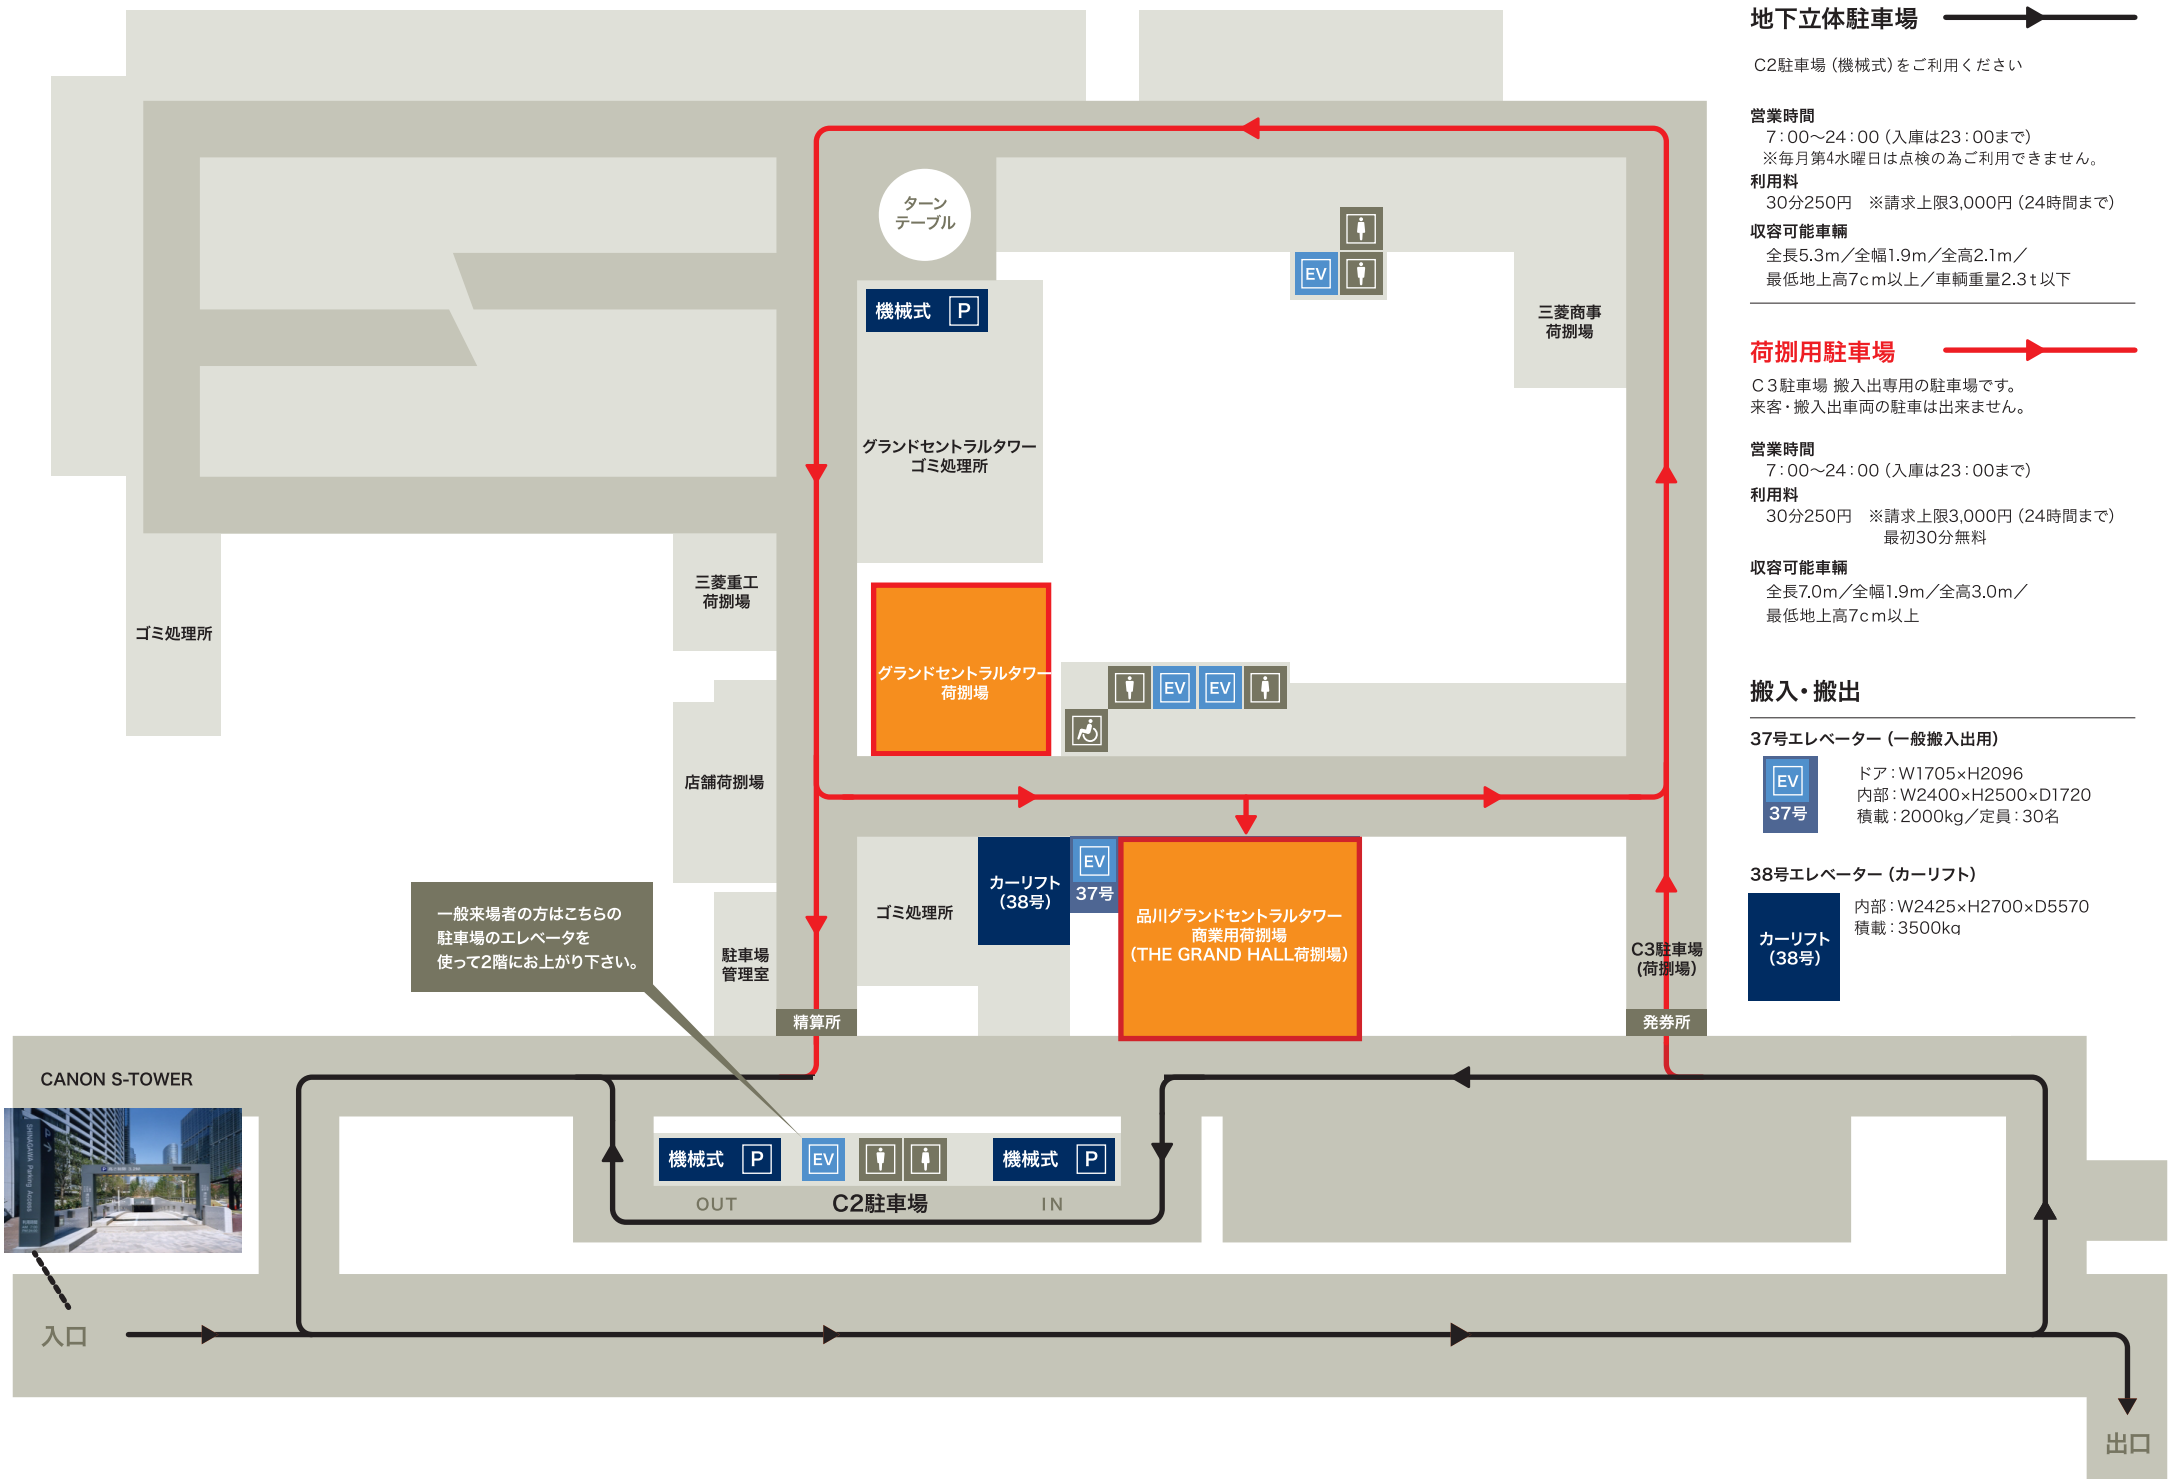 ターン
テーブル
機械式 P
グランドセントラルタワー
ゴミ処理所
EV
三菱商事
荷捌場
三菱重工
荷捌場
ゴミ処理所
グランドセントラルタワー
荷捌場
EV EV
店舗荷捌場
ゴミ処理所
カーリフト
(38号)
EV
37号
品川グランドセントラルタワー
商業用荷捌場
(THE GRAND HALL荷捌場)
C3駐車場
(荷捌場)
一般来場者の方はこちらの
駐車場のエレベータを
使って2階にお上がり下さい。
駐車場
管理室
精算所
発券所
CANON S-TOWER
SHINAGAWA Parking Access
機械式 P
EV
機械式 P
OUT
C2駐車場
IN
入口
出口
地下立体駐車場
C2駐車場(機械式)をご利用ください
営業時間
7:00〜24:00(入庫は23:00まで)
※毎月第4水曜日は点検の為ご利用できません。
利用料
30分250円 ※請求上限3,000円(24時間まで)
収容可能車輛
全長5.3m/全幅1.9m/全高2.1m/
最低地上高7cm以上/車輌重量2.3t以下
荷捌用駐車場
C3駐車場 搬入出専用の駐車場です。
来客・搬入出車両の駐車は出来ません。
営業時間
7:00〜24:00(入庫は23:00まで)
利用料
30分250円 ※請求上限3,000円(24時間まで)
最初30分無料
収容可能車輛
全長7.0m/全幅1.9m/全高3.0m/
最低地上高7cm以上
搬入・搬出
37号エレベーター(一般搬入出用)
EV
37号
ドア:W1705×H2096
内部:W2400×H2500×D1720
積載:2000kg/定員:30名
38号エレベーター(カーリフト)
カーリフト
(38号)
内部:W2425×H2700×D5570
積載:3500kg